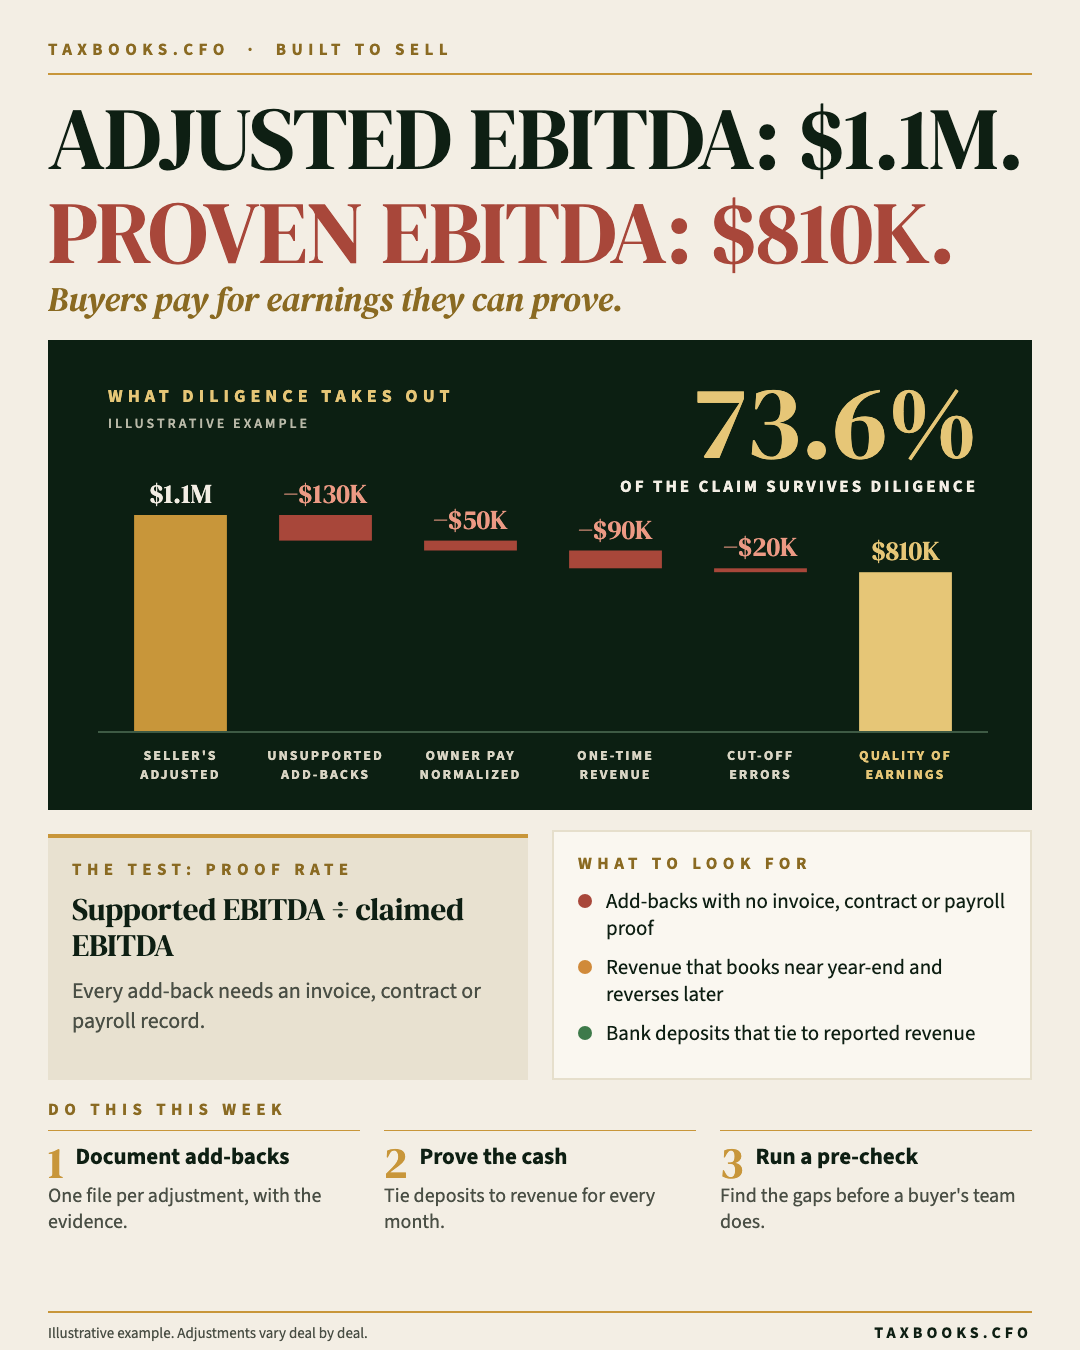 TAXBOOKS.CFO · BUILT TO SELL
ADJUSTED EBITDA: $1.1M.
PROVEN EBITDA: $810K.
Buyers pay for earnings they can prove.
WHAT DILIGENCE TAKES OUT
ILLUSTRATIVE EXAMPLE
73.6%
OF THE CLAIM SURVIVES DILIGENCE
$1.1M
−$130K
−$50K
−$90K
−$20K
$810K
SELLER'S
ADJUSTED
UNSUPPORTED
ADD-BACKS
OWNER PAY
NORMALIZED
ONE-TIME
REVENUE
CUT-OFF
ERRORS
QUALITY OF
EARNINGS
THE TEST: PROOF RATE
Supported EBITDA ÷ claimed
EBITDA
Every add-back needs an invoice, contract or
payroll record.
WHAT TO LOOK FOR
Add-backs with no invoice, contract or payroll
proof
Revenue that books near year-end and
reverses later
Bank deposits that tie to reported revenue
DO THIS THIS WEEK
1 Document add-backs
One file per adjustment, with the
evidence.
2 Prove the cash
Tie deposits to revenue for every
month.
3 Run a pre-check
Find the gaps before a buyer's team
does.
Illustrative example. Adjustments vary deal by deal.
TAXBOOKS.CFO